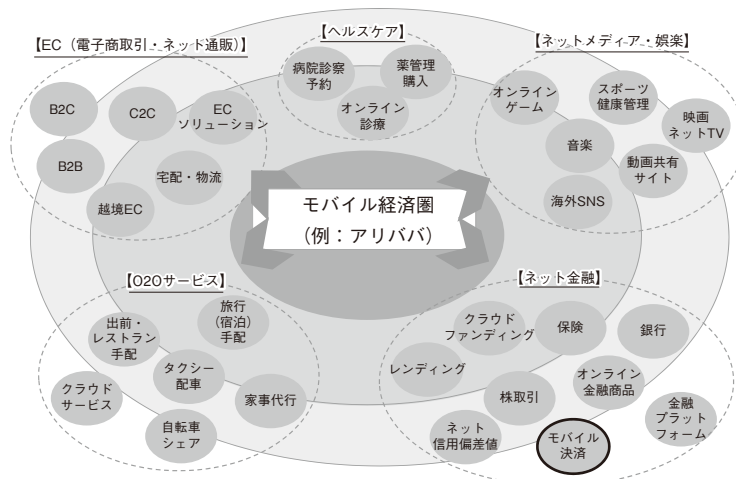 【EC（電子商取引・ネット通販）】
B2C
C2C
EC
ソリューション
B2B
宅配・物流
越境EC
【ヘルスケア】
病院診察
予約
薬管理
購入
オンライン
診療
【ネットメディア・娯楽】
オンライン
ゲーム
スポーツ
健康管理
映画
ネットTV
音楽
動画共有
サイト
海外SNS
モバイル経済圏
（例：アリババ）
【O2Oサービス】
旅行
（宿泊）
手配
出前・
レストラン
手配
タクシー
配車
クラウド
サービス
家事代行
自転車
シェア
【ネット金融】
クラウド
ファンディング
保険
銀行
レンディング
オンライン
金融商品
株取引
金融
プラット
フォーム
ネット
信用偏差値
モバイル
決済